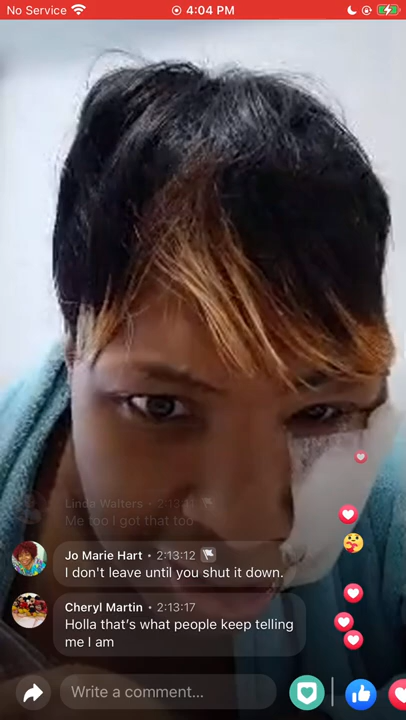 No Service 4:04 PM
Linda Walters • 2:13:11
Me too I got that too
Jo Marie Hart • 2:13:12
I don't leave until you shut it down.
Cheryl Martin • 2:13:17
Holla that's what people keep telling
me I am
Write a comment...